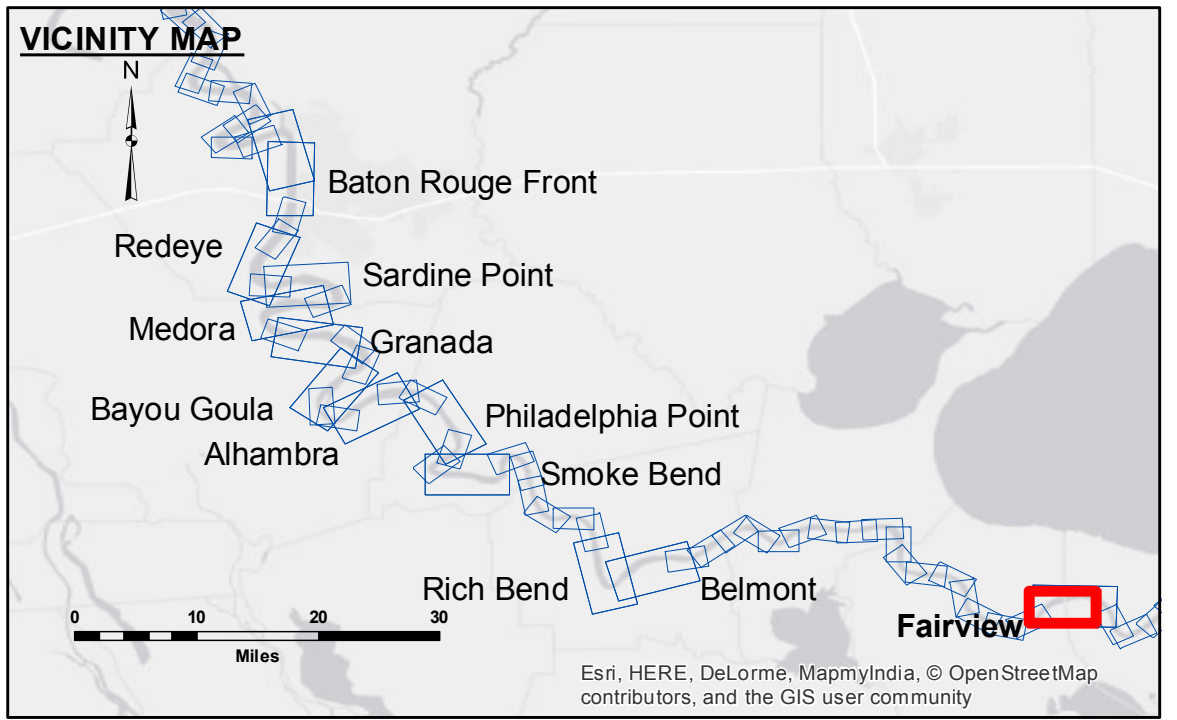 VICINITY MAP
N
Baton Rouge Front
Redeye
Sardine Point
Medora
Granada
Bayou Goula
Philadelphia Point
Alhambra
Smoke Bend
Rich Bend
Belmont
0 10 20 30
Fairview
Miles
Esri, HERE, DeLorme, MapmyIndia, © OpenStreetMap
contributors, and the GIS user community